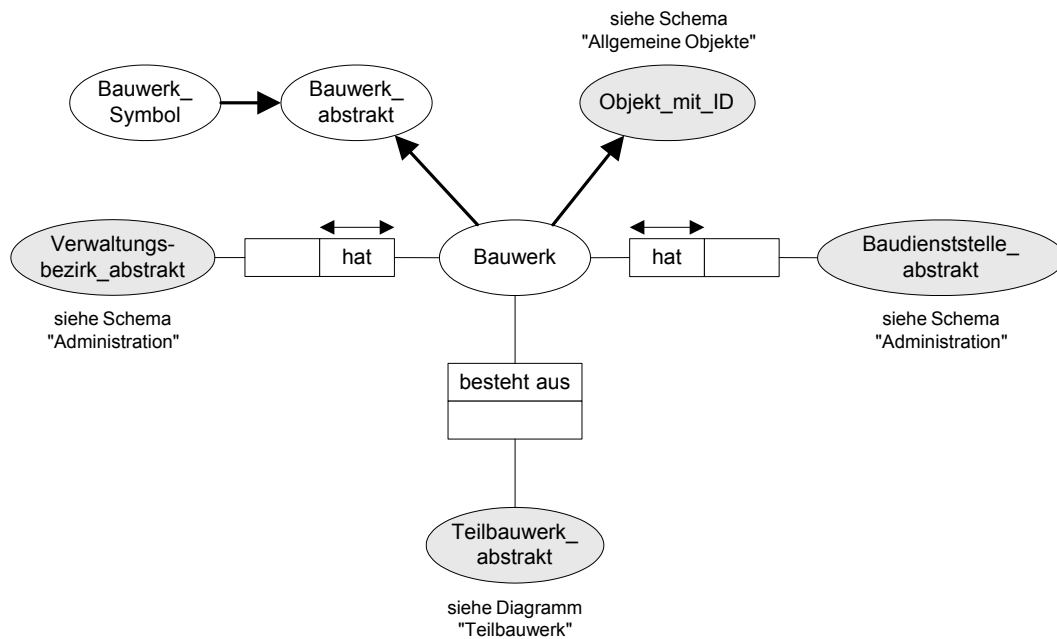 siehe Schema
"Allgemeine Objekte"
Bauwerk_
Symbol
Bauwerk_
abstrakt
Objekt_mit_ID
Verwaltungs-
bezirk_abstrakt
hat
Bauwerk
hat
Baudienststelle_
abstrakt
siehe Schema
"Administration"
siehe Schema
"Administration"
besteht aus
Teilbauwerk_
abstrakt
siehe Diagramm
"Teilbauwerk"